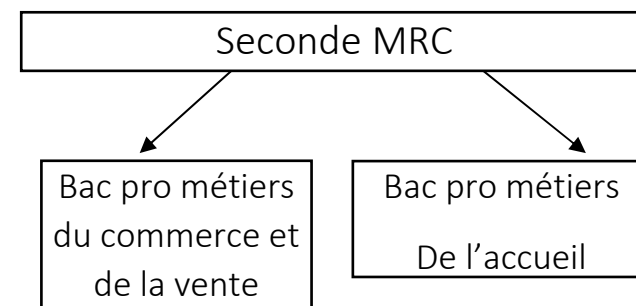 Seconde MRC
Bac pro métiers
du commerce et
de la vente
Bac pro métiers
De l’accueil